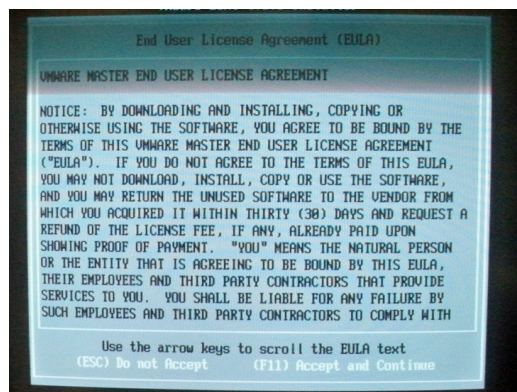 End User License Agreement (EULA)
VMWARE MASTER END USER LICENSE AGREEMENT
NOTICE: BY DOWNLOADING AND INSTALLING, COPYING OR
OTHERWISE USING THE SOFTWARE, YOU AGREE TO BE BOUND BY THE
TERMS OF THIS VMWARE MASTER END USER LICENSE AGREEMENT
("EULA"). IF YOU DO NOT AGREE TO THE TERMS OF THIS EULA,
YOU MAY NOT DOWNLOAD, INSTALL, COPY OR USE THE SOFTWARE,
AND YOU MAY RETURN THE UNUSED SOFTWARE TO THE VENDOR FROM
WHICH YOU ACQUIRED IT WITHIN THIRTY (30) DAYS AND REQUEST A
REFUND OF THE LICENSE FEE, IF ANY, ALREADY PAID UPON
SHOWING PROOF OF PAYMENT. "YOU" MEANS THE NATURAL PERSON
OR THE ENTITY THAT IS AGREEING TO BE BOUND BY THIS EULA,
THEIR EMPLOYEES AND THIRD PARTY CONTRACTORS THAT PROVIDE
SERVICES TO YOU. YOU SHALL BE LIABLE FOR ANY FAILURE BY
SUCH EMPLOYEES AND THIRD PARTY CONTRACTORS TO COMPLY WITH
Use the arrow keys to scroll the EULA text
(ESC) Do not Accept (F11) Accept and Continue